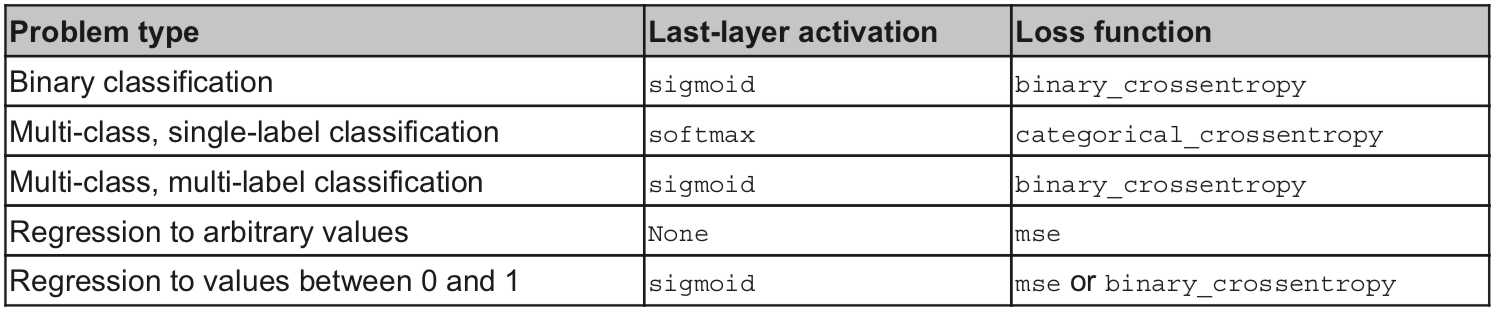 Problem type Last-layer activation Loss function
Binary classification sigmoid binary_crossentropy
Multi-class, single-label classification softmax categorical_crossentropy
Multi-class, multi-label classification sigmoid binary_crossentropy
Regression to arbitrary values None mse
Regression to values between 0 and 1 sigmoid mse or binary_crossentropy